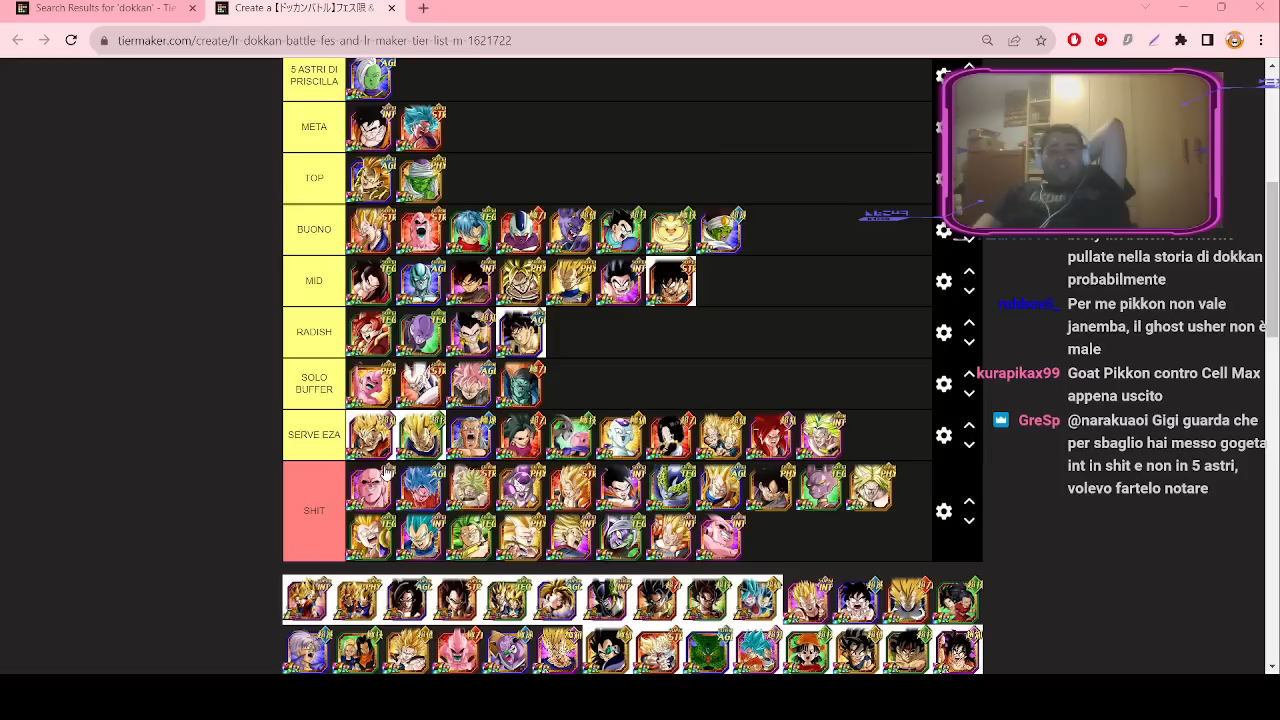 Search Results for 'dokkan' - Tie
Create a 【ドッカンバトル】フェス限 &
tiermaker.com/create/lr-dokkan-battle-fes-and-lr-maker-tier-list-m-1621722
5 ASTRI DI
PRISCILLA
META
TOP
BUONO
MID
RADISH
SOLO
BUFFER
SERVE EZA
SHIT
pullate nella storia di dokkan
probabilmente
Per me pikkon non vale
janemba, il ghost usher non è
male
kurapikax99 Goat Pikkon contro Cell Max
appena uscito
GreSp @narakuaoi Gigi guarda che
per sbaglio hai messo gogeta
int in shit e non in 5 astri,
volevo fartelo notare